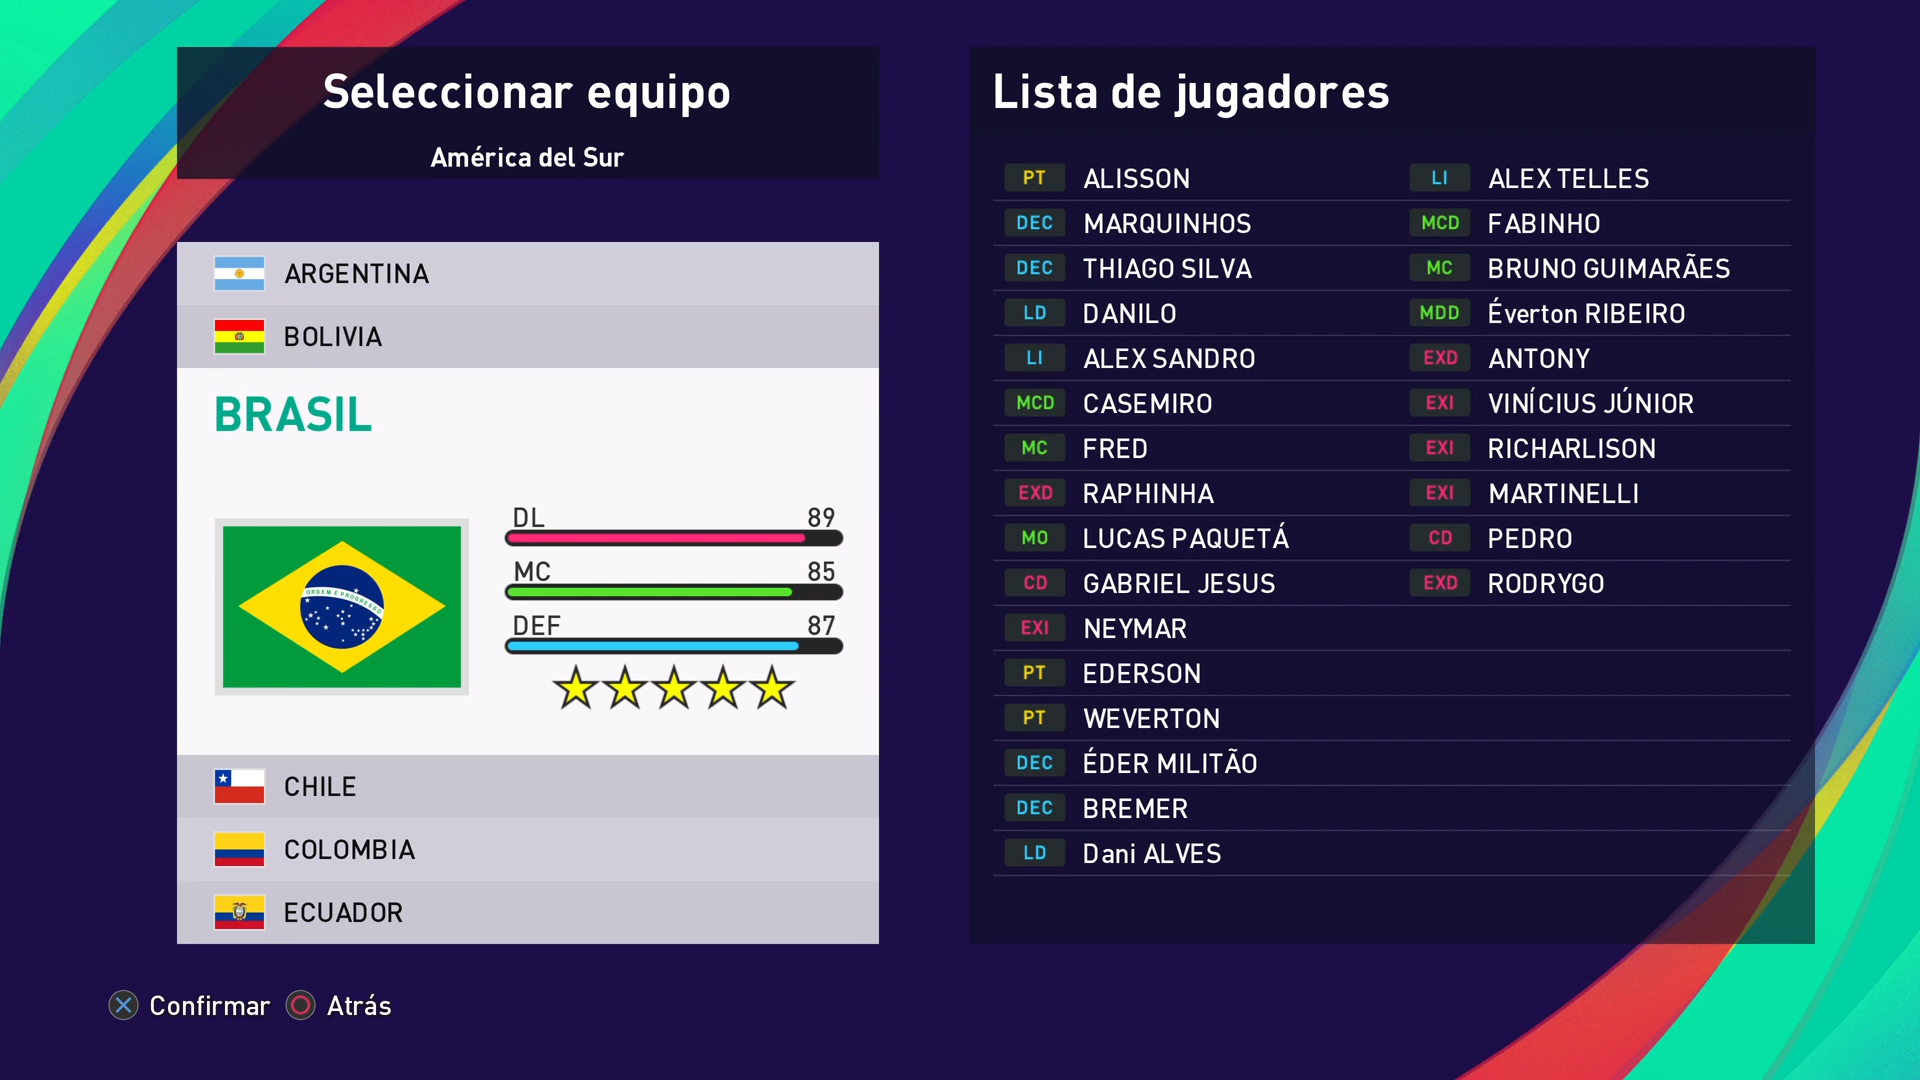 Seleccionar equipo
América del Sur
ARGENTINA
BOLIVIA
BRASIL
ORDEM E PROGRESSO
DL 89
MC 85
DEF 87
CHILE
COLOMBIA
ECUADOR
Lista de jugadores
PT ALISSON
DEC MARQUINHOS
DEC THIAGO SILVA
LD DANILO
LI ALEX SANDRO
MCD CASEMIRO
MC FRED
EXD RAPHINHA
MO LUCAS PAQUETÁ
CD GABRIEL JESUS
EXI NEYMAR
PT EDERSON
PT WEVERTON
DEC ÉDER MILITÃO
DEC BREMER
LD Dani ALVES
LI ALEX TELLES
MCD FABINHO
MC BRUNO GUIMARÃES
MDD Éverton RIBEIRO
EXD ANTONY
EXI VINÍCIUS JÚNIOR
EXI RICHARLISON
EXI MARTINELLI
CD PEDRO
EXD RODRYGO
Confirmar Atrás